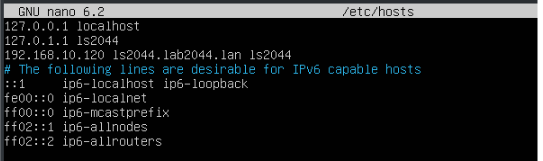 GNU nano 6.2 /etc/hosts
127.0.0.1 localhost
127.0.1.1 ls2044
192.168.10.120 ls2044.lab2044.lan ls2044
# The following lines are desirable for IPv6 capable hosts
::1 ip6-localhost ip6-loopback
fe00::0 ip6-localnet
ff00::0 ip6-mcastprefix
ff02::1 ip6-allnodes
ff02::2 ip6-allrouters